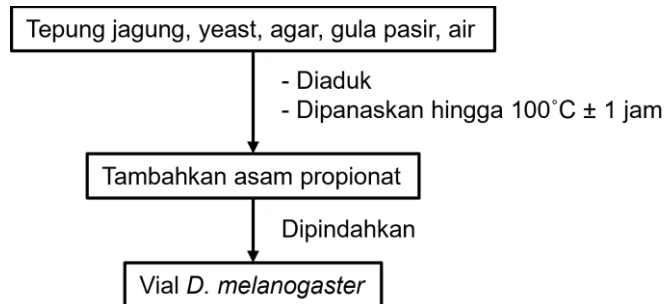 Tepung jagung, yeast, agar, gula pasir, air
- Diaduk
- Dipanaskan hingga 100˚C ± 1 jam
Tambahkan asam propionat
Dipindahkan
Vial D. melanogaster